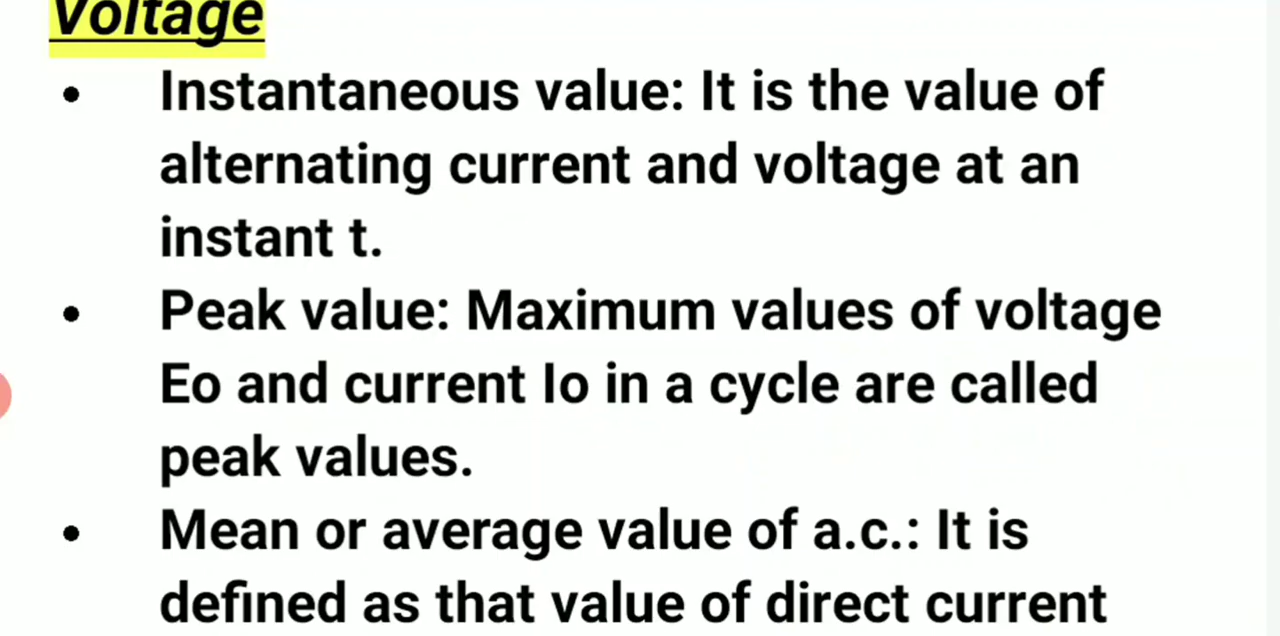 Voltage
• Instantaneous value: It is the value of
alternating current and voltage at an
instant t.
• Peak value: Maximum values of voltage
Eo and current Io in a cycle are called
peak values.
• Mean or average value of a.c.: It is
defined as that value of direct current